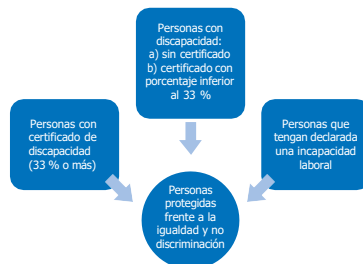 Personas con
discapacidad:
a) sin certificado
b) certificado con
porcentaje inferior
al 33 %
Personas con
certificado de
discapacidad
(33 % o más)
Personas que
tengan declarada
una incapacidad
laboral
Personas
protegidas
frente a la
igualdad y no
discriminación